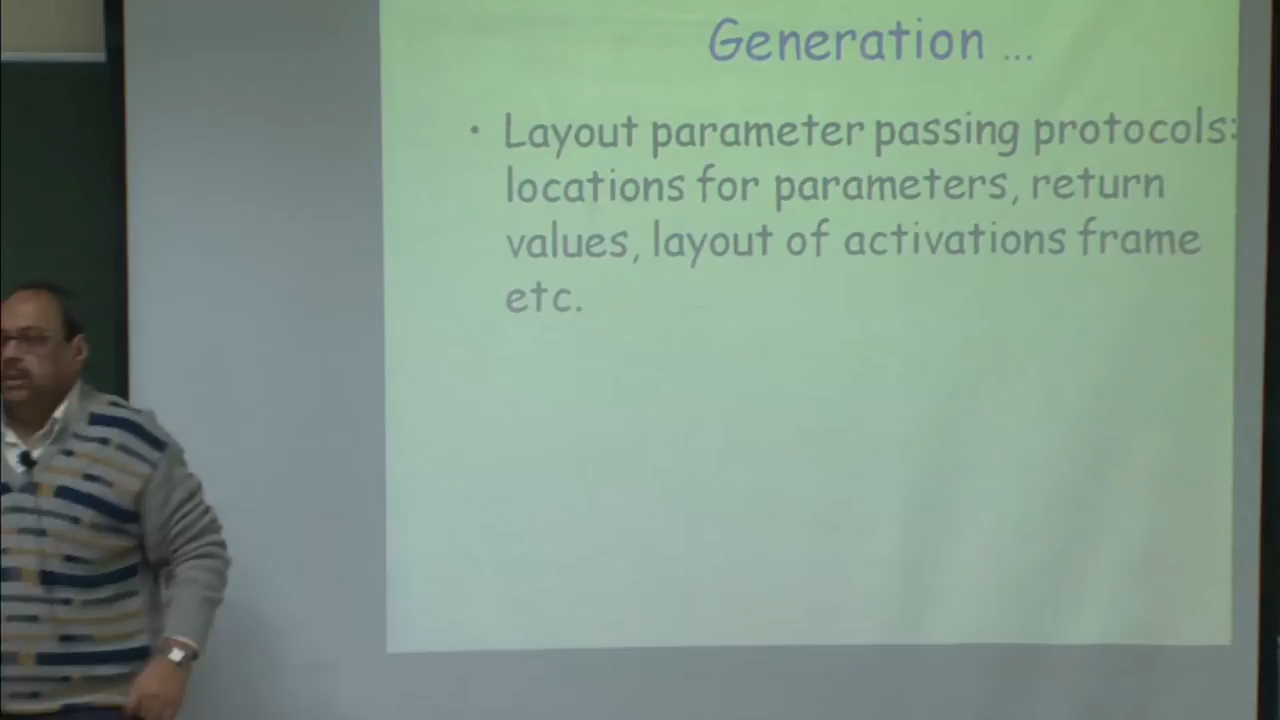 Generation ...
• Layout parameter passing protocols:
locations for parameters, return
values, layout of activations frame
etc.